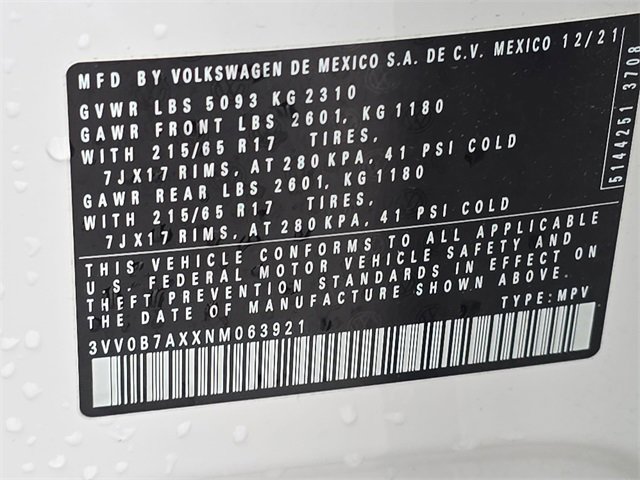 MFD BY VOLKSWAGEN DE MEXICO S.A. DE C.V. MEXICO 12/21
GVWR LBS 5093 KG 2310
GAWR FRONT LBS 2601, KG 1180
WITH 215/65 R17 TIRES,
7JX17 RIMS, AT 280 KPA, 41 PSI COLD
GAWR REAR LBS 2601, KG 1180
WITH 215/65 R17 TIRES,
7JX17 RIMS, AT 280 KPA, 41 PSI COLD
THIS VEHICLE CONFORMS TO ALL APPLICABLE
U.S. FEDERAL MOTOR VEHICLE SAFETY AND
THEFT PREVENTION STANDARDS IN EFFECT ON
THE DATE OF MANUFACTURE SHOWN ABOVE.
3VV0B7AXXNM063921 TYPE: MPV
5144251 3708